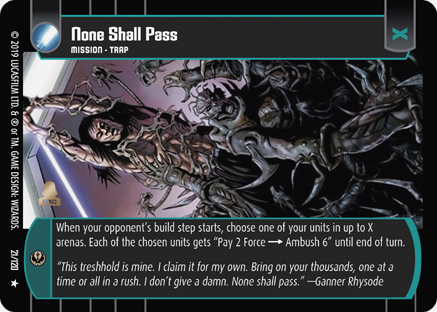 None Shall Pass
X
MISSION - TRAP
When your opponent's build step starts, choose one of your units in up to X
arenas. Each of the chosen units gets "Pay 2 Force → Ambush 6" until end of turn.
"This treshhold is mine. I claim it for my own. Bring on your thousands, one at a
time or all in a rush. I don't give a damn. None shall pass." —Ganner Rhysode
© 2019 LUCASFILM LTD. & ® or TM. GAME DESIGN: WIZARDS.
21/120 ★